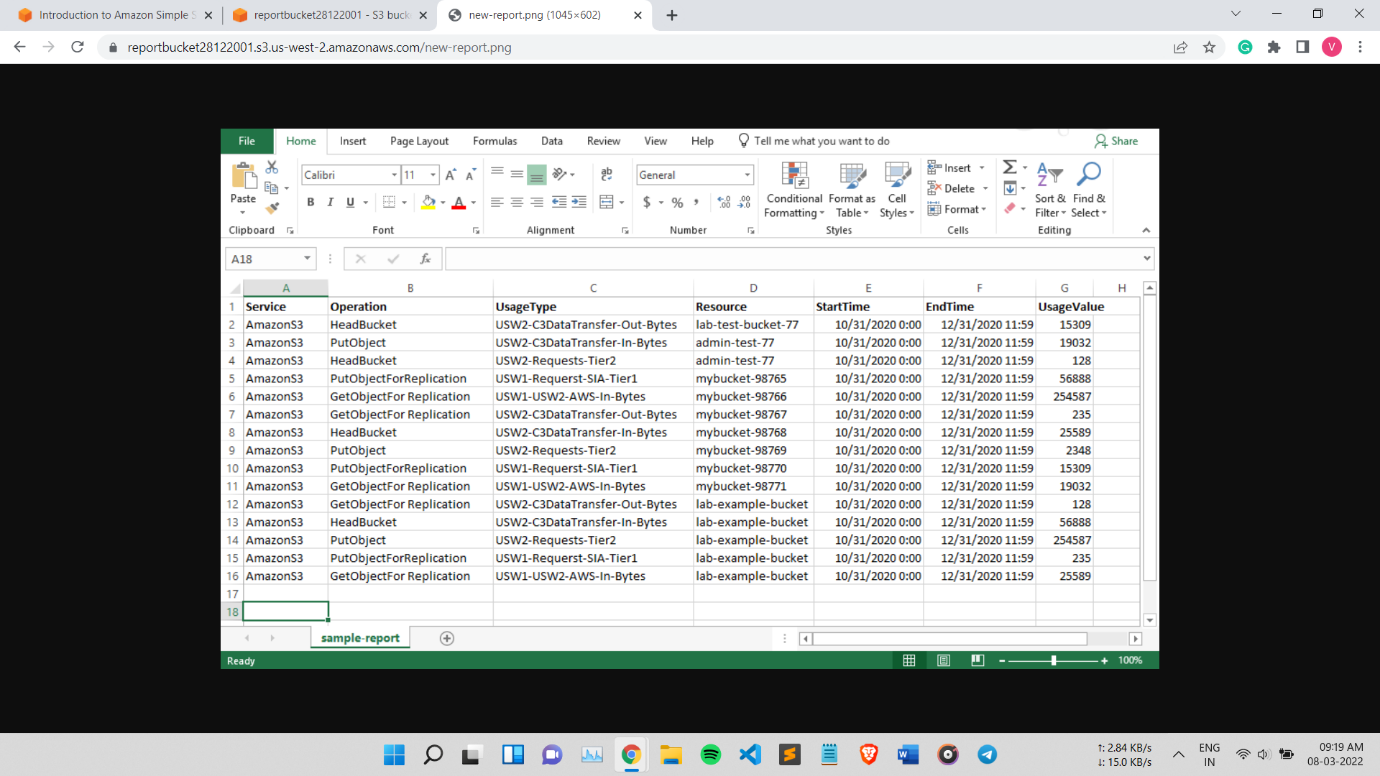 Introduction to Amazon Simple S
reportbucket28122001 - S3 buck
new-report.png (1045×602)
reportbucket28122001.s3.us-west-2.amazonaws.com/new-report.png
V
File Home Insert Page Layout Formulas Data Review View Help Tell me what you want to do Share
Paste
Calibri 11
B I U A
ab
General
$ % ,
Conditional Formatting
Format as Table
Cell Styles
Insert
Delete
Format
Sort & Filter
Find & Select
Clipboard Font Alignment Number Styles Cells Editing
A18 fx
A B C D E F G H
1 Service Operation UsageType Resource StartTime EndTime UsageValue
2 AmazonS3 HeadBucket USW2-C3DataTransfer-Out-Bytes lab-test-bucket-77 10/31/2020 0:00 12/31/2020 11:59 15309
3 AmazonS3 PutObject USW2-C3DataTransfer-In-Bytes admin-test-77 10/31/2020 0:00 12/31/2020 11:59 19032
4 AmazonS3 HeadBucket USW2-Requests-Tier2 admin-test-77 10/31/2020 0:00 12/31/2020 11:59 128
5 AmazonS3 PutObjectForReplication USW1-Requerst-SIA-Tier1 mybucket-98765 10/31/2020 0:00 12/31/2020 11:59 56888
6 AmazonS3 GetObjectFor Replication USW1-USW2-AWS-In-Bytes mybucket-98766 10/31/2020 0:00 12/31/2020 11:59 254587
7 AmazonS3 GetObjectFor Replication USW2-C3DataTransfer-Out-Bytes mybucket-98767 10/31/2020 0:00 12/31/2020 11:59 235
8 AmazonS3 HeadBucket USW2-C3DataTransfer-In-Bytes mybucket-98768 10/31/2020 0:00 12/31/2020 11:59 25589
9 AmazonS3 PutObject USW2-Requests-Tier2 mybucket-98769 10/31/2020 0:00 12/31/2020 11:59 2348
10 AmazonS3 PutObjectForReplication USW1-Requerst-SIA-Tier1 mybucket-98770 10/31/2020 0:00 12/31/2020 11:59 15309
11 AmazonS3 GetObjectFor Replication USW1-USW2-AWS-In-Bytes mybucket-98771 10/31/2020 0:00 12/31/2020 11:59 19032
12 AmazonS3 GetObjectFor Replication USW2-C3DataTransfer-Out-Bytes lab-example-bucket 10/31/2020 0:00 12/31/2020 11:59 128
13 AmazonS3 HeadBucket USW2-C3DataTransfer-In-Bytes lab-example-bucket 10/31/2020 0:00 12/31/2020 11:59 56888
14 AmazonS3 PutObject USW2-Requests-Tier2 lab-example-bucket 10/31/2020 0:00 12/31/2020 11:59 254587
15 AmazonS3 PutObjectForReplication USW1-Requerst-SIA-Tier1 lab-example-bucket 10/31/2020 0:00 12/31/2020 11:59 235
16 AmazonS3 GetObjectFor Replication USW1-USW2-AWS-In-Bytes lab-example-bucket 10/31/2020 0:00 12/31/2020 11:59 25589
17
18
sample-report
Ready 100%
↑: 2.84 KB/s
↓: 15.0 KB/s
ENG
IN
09:19 AM
08-03-2022